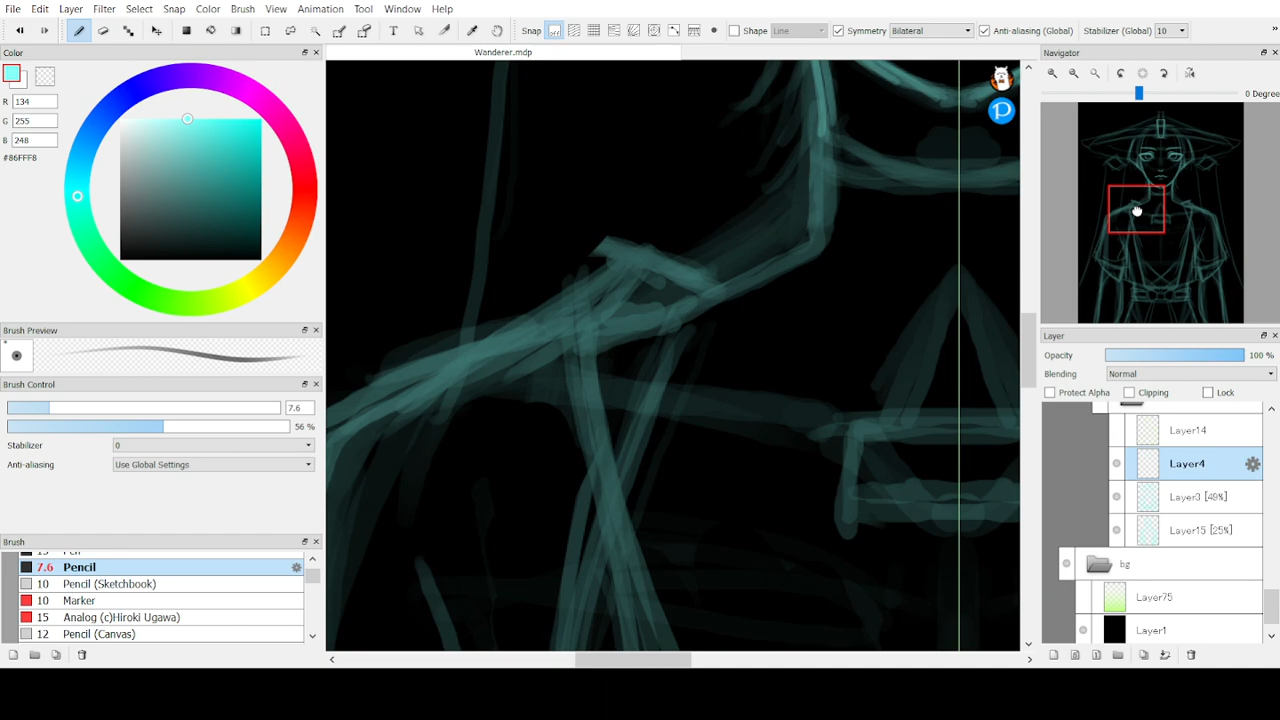 File Edit Layer Filter Select Snap Color Brush View Animation Tool Window Help
Snap Shape Line Symmetry Bilateral Anti-aliasing (Global) Stabilizer (Global) 10
Color
Wanderer.mdp
Navigator
R 134
G 255
B 248
#86FFF8
0 Degree
Brush Preview
Brush Control
7.6
56 %
Stabilizer 0
Anti-aliasing Use Global Settings
Brush
7.6 Pencil
10 Pencil (Sketchbook)
10 Marker
15 Analog (c)Hiroki Ugawa)
12 Pencil (Canvas)
Layer
Opacity 100 %
Blending Normal
Protect Alpha Clipping Lock
Layer14
Layer4
Layer3 [49%]
Layer15 [25%]
bg
Layer75
Layer1